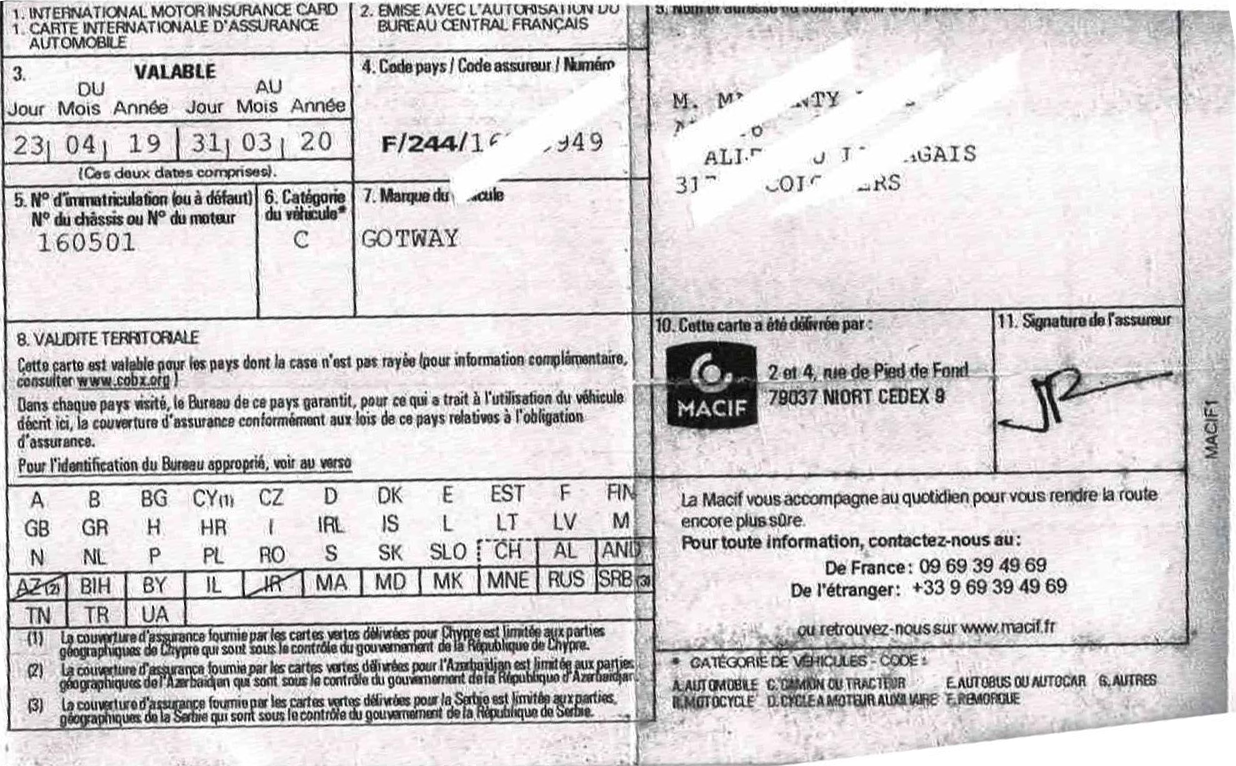 1. INTERNATIONAL MOTOR INSURANCE CARD
1. CARTE INTERNATIONALE D'ASSURANCE
AUTOMOBILE
2. EMISE AVEC L'AUTORISATION DU
BUREAU CENTRAL FRANÇAIS
3. VALABLE
DU AU
Jour Mois Année Jour Mois Année
23 04 19 31 03 20
(Ces deux dates comprises).
4. Code pays / Code assureur / Numéro
F/244/16 949
5. N° d'immatriculation (ou à défaut)
N° du châssis ou N° du moteur
160501
6. Catégorie
du véhicule*
C
7. Marque du
GOTWAY
8. VALIDITE TERRITORIALE
Cette carte est valable pour les pays dont la case n'est pas rayée (pour information complémentaire,
consulter www.cobx.org)
Dans chaque pays visité, le Bureau de ce pays garantit, pour ce qui a trait à l'utilisation du véhicule
décrit ici, la couverture d'assurance conformément aux lois de ce pays relatives à l'obligation
d'assurance.
Pour l'identification du Bureau approprié, voir au verso
A B BG CY(1) CZ D DK E EST F FIN
GB GR H HR I IRL IS L LT LV M
N NL P PL RO S SK SLO CH AL AND
AZ(2) BIH BY IL IR MA MD MK MNE RUS SRB(3)
TN TR UA
(1) La couverture d'assurance fournie par les cartes vertes délivrées pour Chypre est limitée aux parties
géographiques de Chypre qui sont sous le contrôle du gouvernement de la République de Chypre.
(2) La couverture d'assurance fournie par les cartes vertes délivrées pour l'Azerbaidjan est limitée aux parties
géographiques de l'Azerbaidjan qui sont sous le contrôle du gouvernement de la République d'Azerbaidjan.
(3) La couverture d'assurance fournie par les cartes vertes délivrées pour la Serbie est limitée aux parties
géographiques de la Serbie qui sont sous le contrôle du gouvernement de la République de Serbie.
9. Nom et adresse du souscripteur
M.
10. Cette carte a été délivrée par :
MACIF
2 et 4, rue de Pied de Fond
79037 NIORT CEDEX 9
11. Signature de l'assureur
MACIF1
La Macif vous accompagne au quotidien pour vous rendre la route
encore plus sûre.
Pour toute information, contactez-nous au :
De France : 09 69 39 49 69
De l'étranger : +33 9 69 39 49 69
ou retrouvez-nous sur www.macif.fr
* CATÉGORIE DE VÉHICULES - CODE :
A. AUTOMOBILE C. CAMION OU TRACTEUR E. AUTOBUS OU AUTOCAR G. AUTRES
B. MOTOCYCLE D. CYCLE A MOTEUR AUXILIAIRE F. REMORQUE